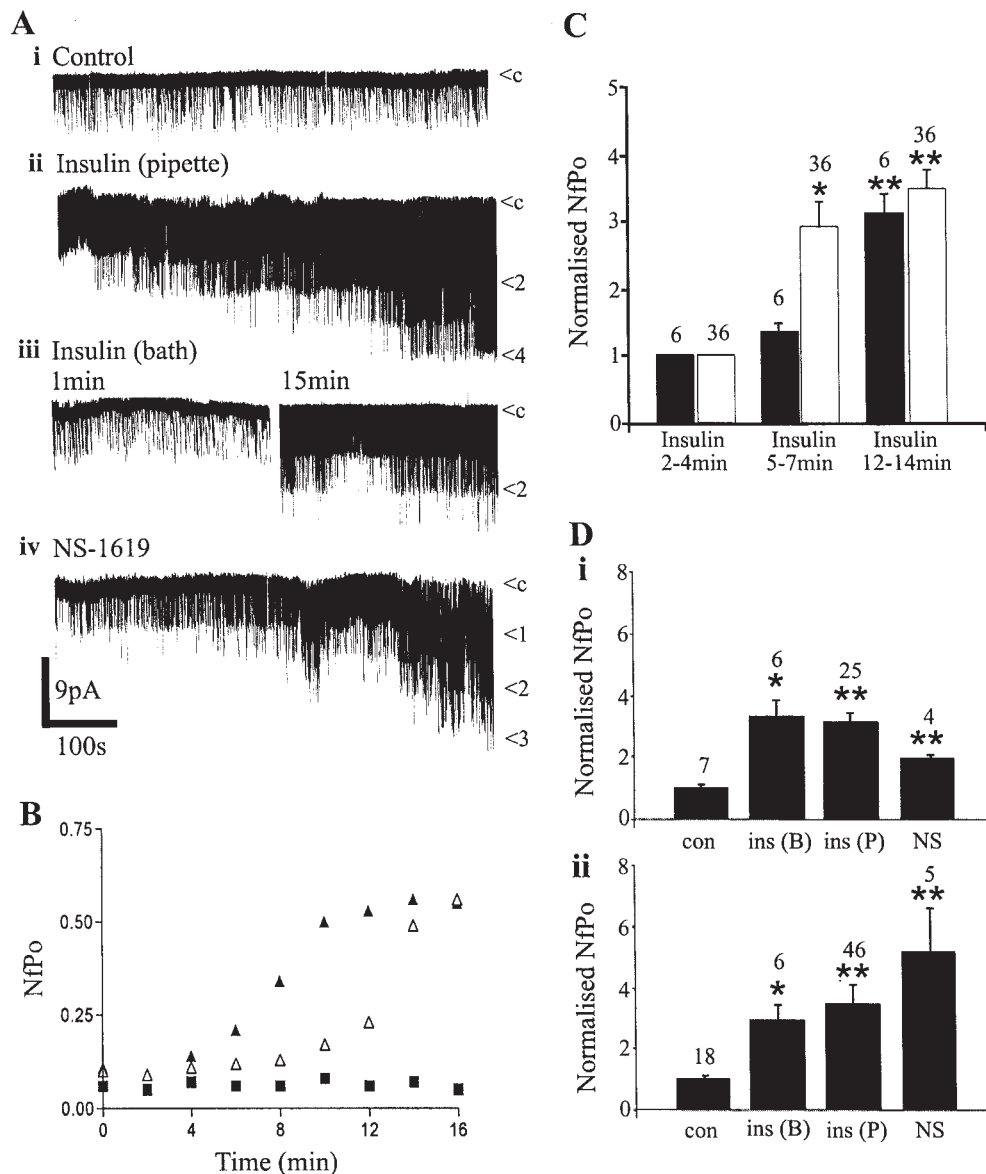 A
i Control
<c
ii Insulin (pipette)
<c
<2
<4
iii Insulin (bath)
1min 15min
<c
<2
iv NS-1619
<c
<1
<2
<3
9pA
100s
B
0.75
0.50
0.25
0.00
NfPo
0 4 8 12 16
Time (min)
C
5
4
3
2
1
0
Normalised NfPo
6 36
6 36 *
6 ** 36 **
Insulin 2-4min
Insulin 5-7min
Insulin 12-14min
D
i
8
6
4
2
0
Normalised NfPo
7
6 *
25 **
4 **
con ins (B) ins (P) NS
ii
8
6
4
2
0
Normalised NfPo
18
6 *
46 **
5 **
con ins (B) ins (P) NS